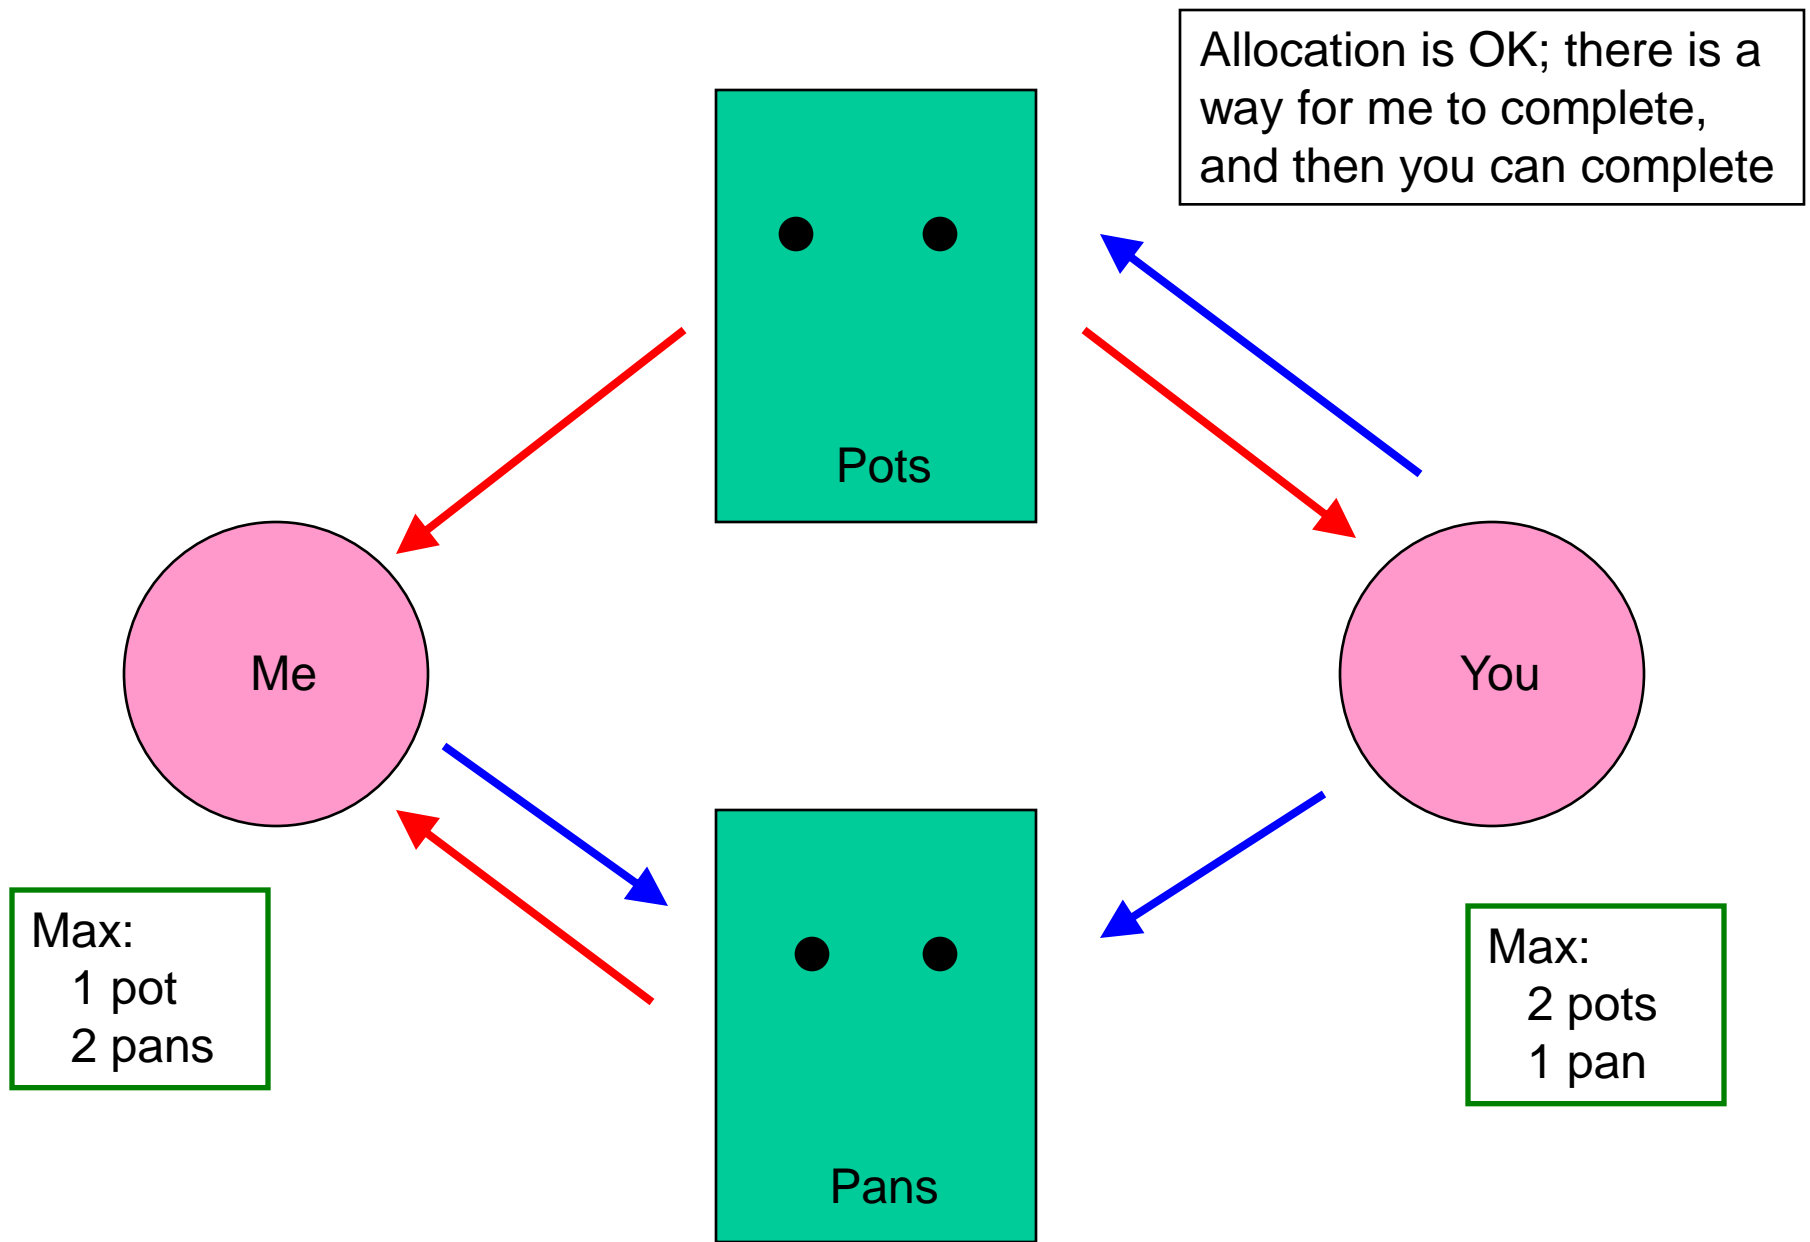 Allocation is OK; there is a
way for me to complete,
and then you can complete
Pots
Me
You
Max:
1 pot
2 pans
Max:
2 pots
1 pan
Pans